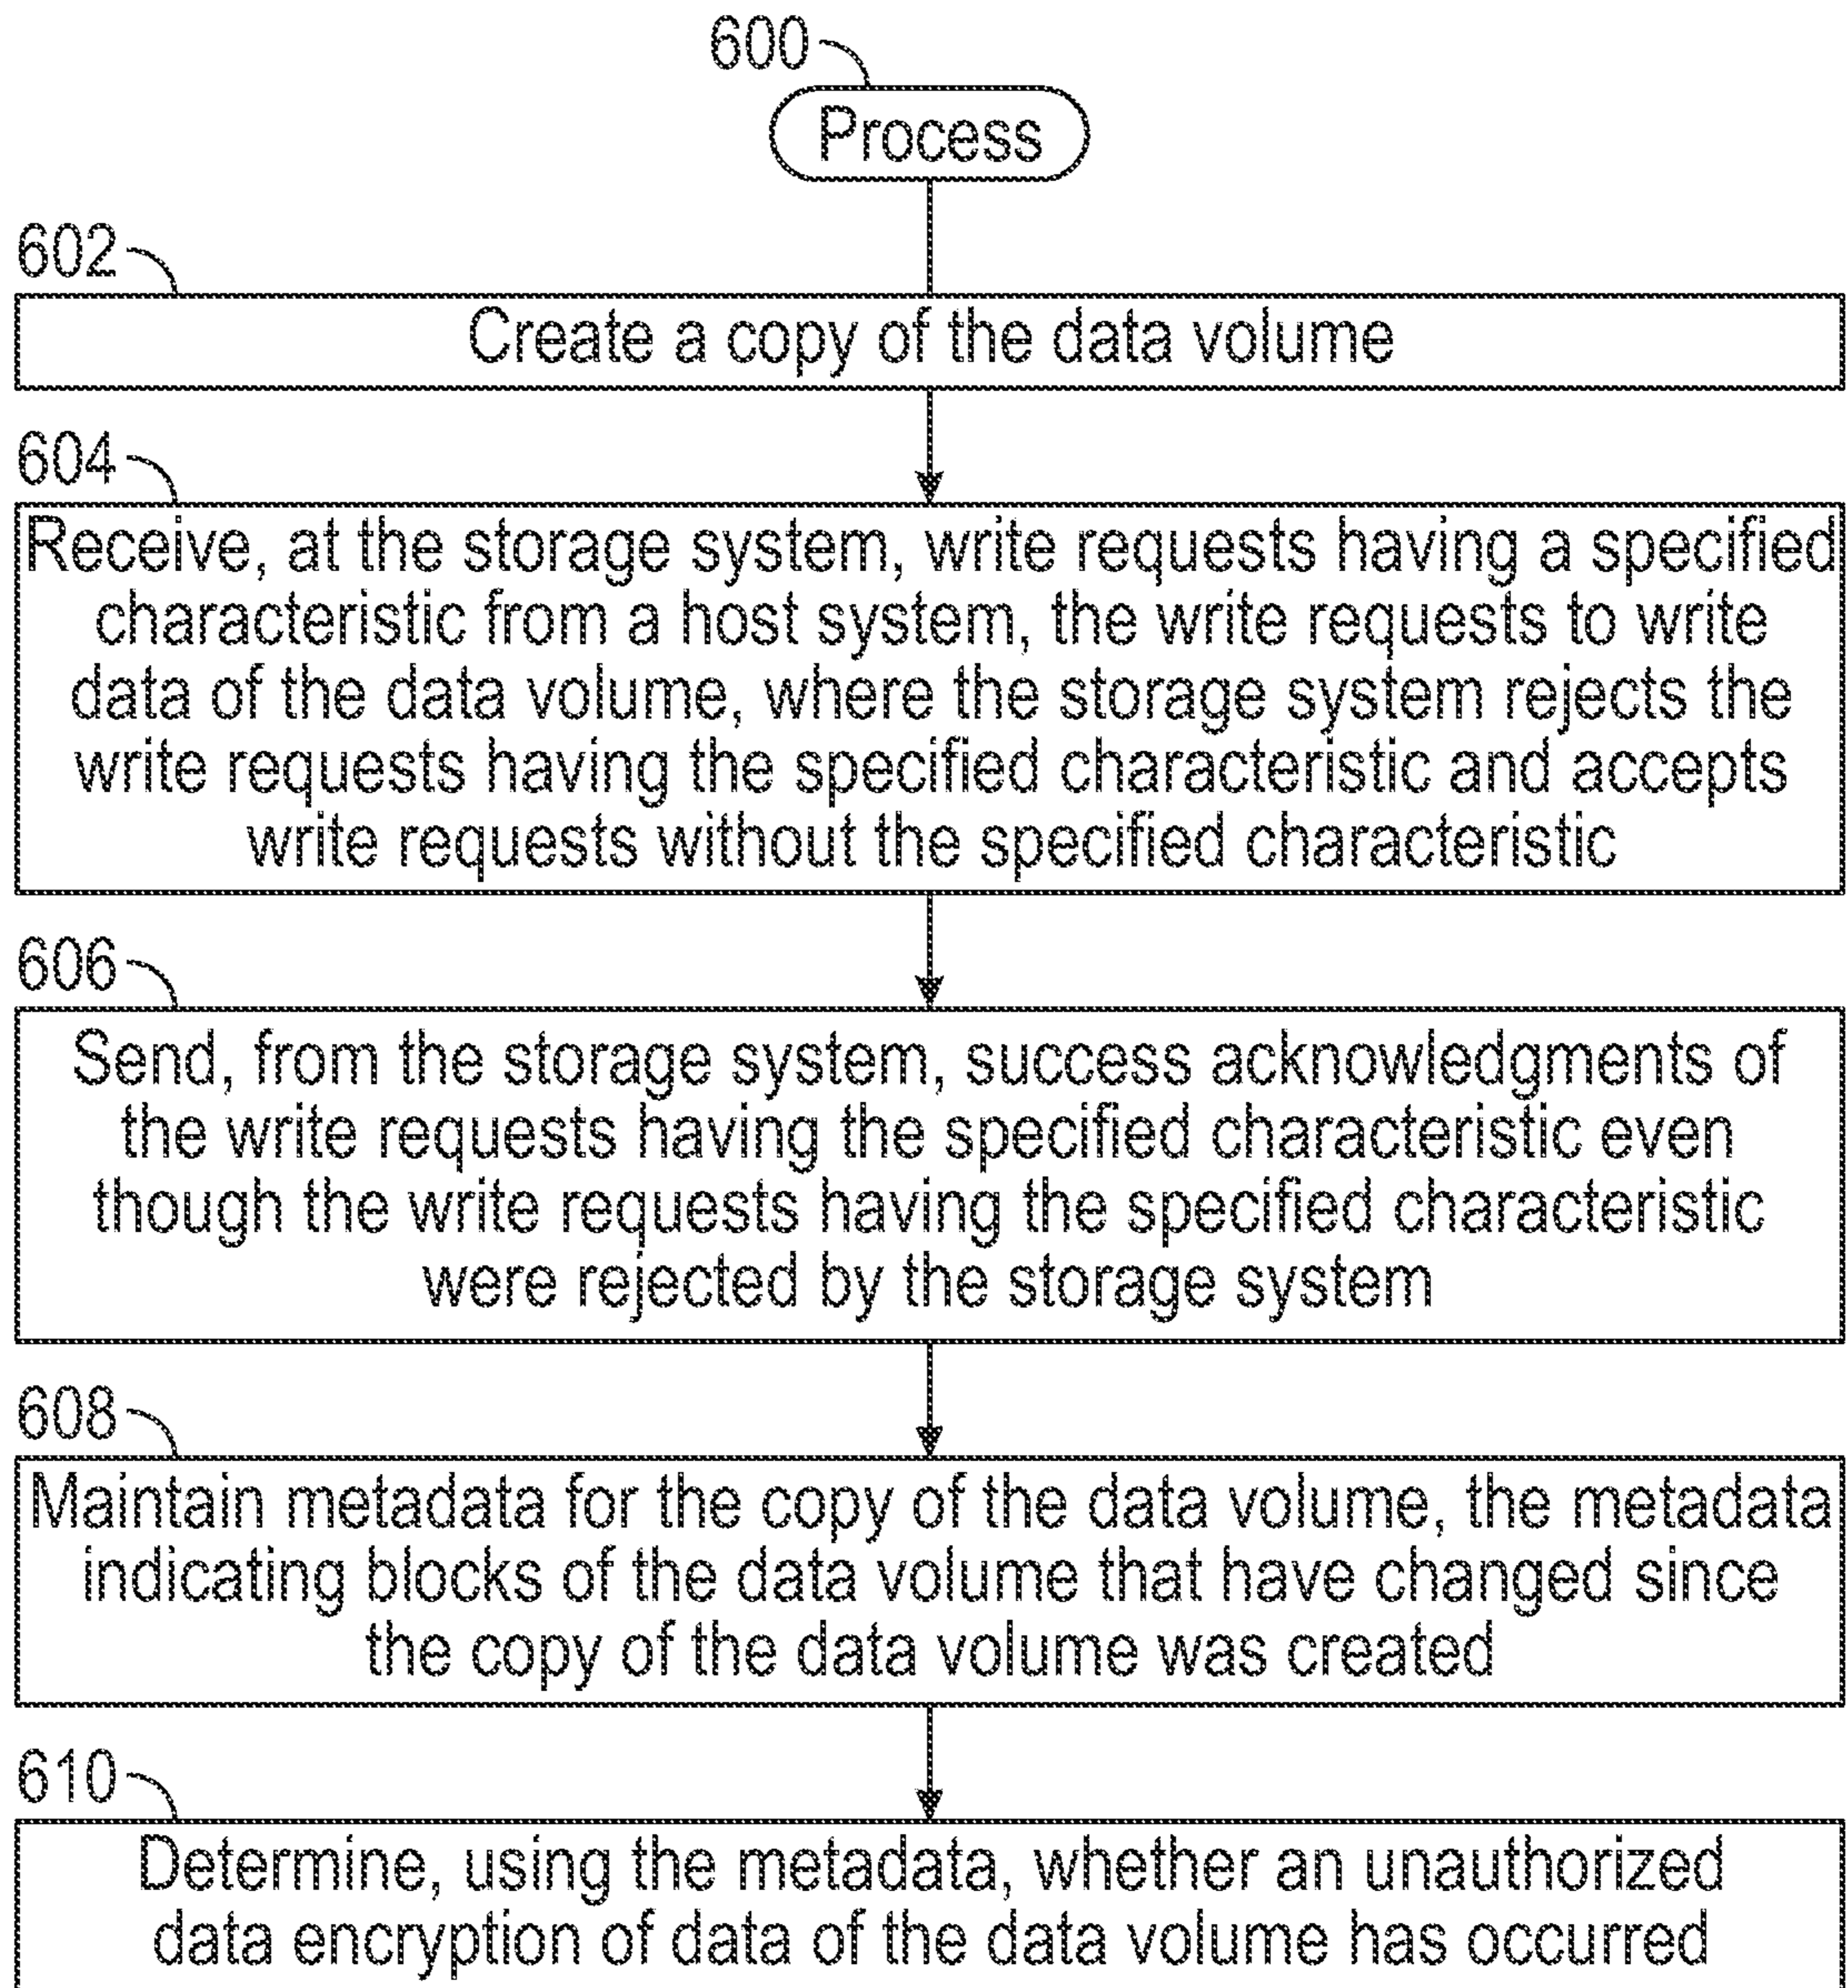 600
Process
602
Create a copy of the data volume
604
Receive, at the storage system, write requests having a specified
characteristic from a host system, the write requests to write
data of the data volume, where the storage system rejects the
write requests having the specified characteristic and accepts
write requests without the specified characteristic
606
Send, from the storage system, success acknowledgments of
the write requests having the specified characteristic even
though the write requests having the specified characteristic
were rejected by the storage system
608
Maintain metadata for the copy of the data volume, the metadata
indicating blocks of the data volume that have changed since
the copy of the data volume was created
610
Determine, using the metadata, whether an unauthorized
data encryption of data of the data volume has occurred